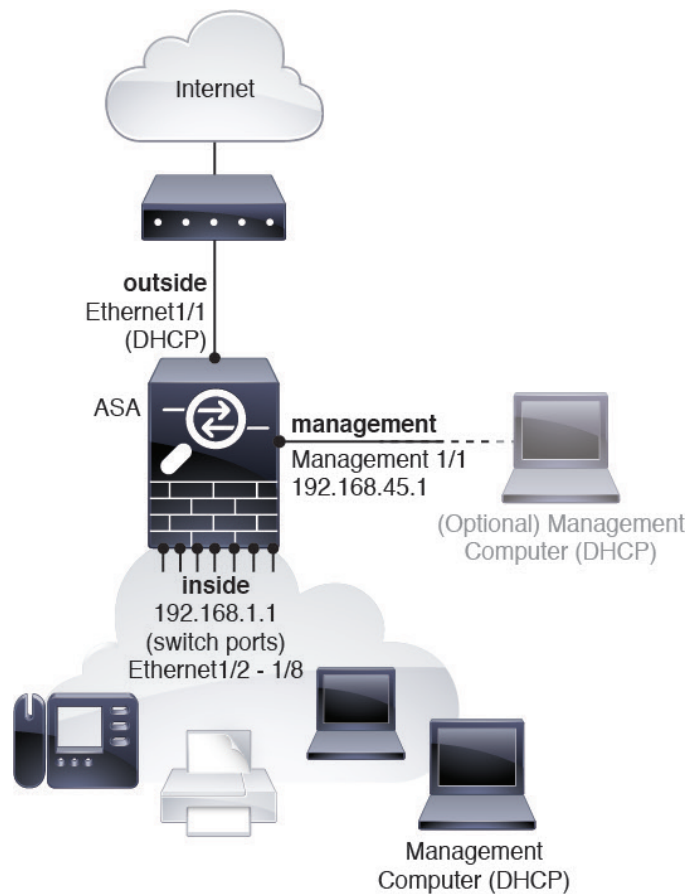 Internet
outside
Ethernet1/1
(DHCP)
ASA
management
Management 1/1
192.168.45.1
(Optional) Management
Computer (DHCP)
inside
192.168.1.1
(switch ports)
Ethernet1/2 - 1/8
Management
Computer (DHCP)